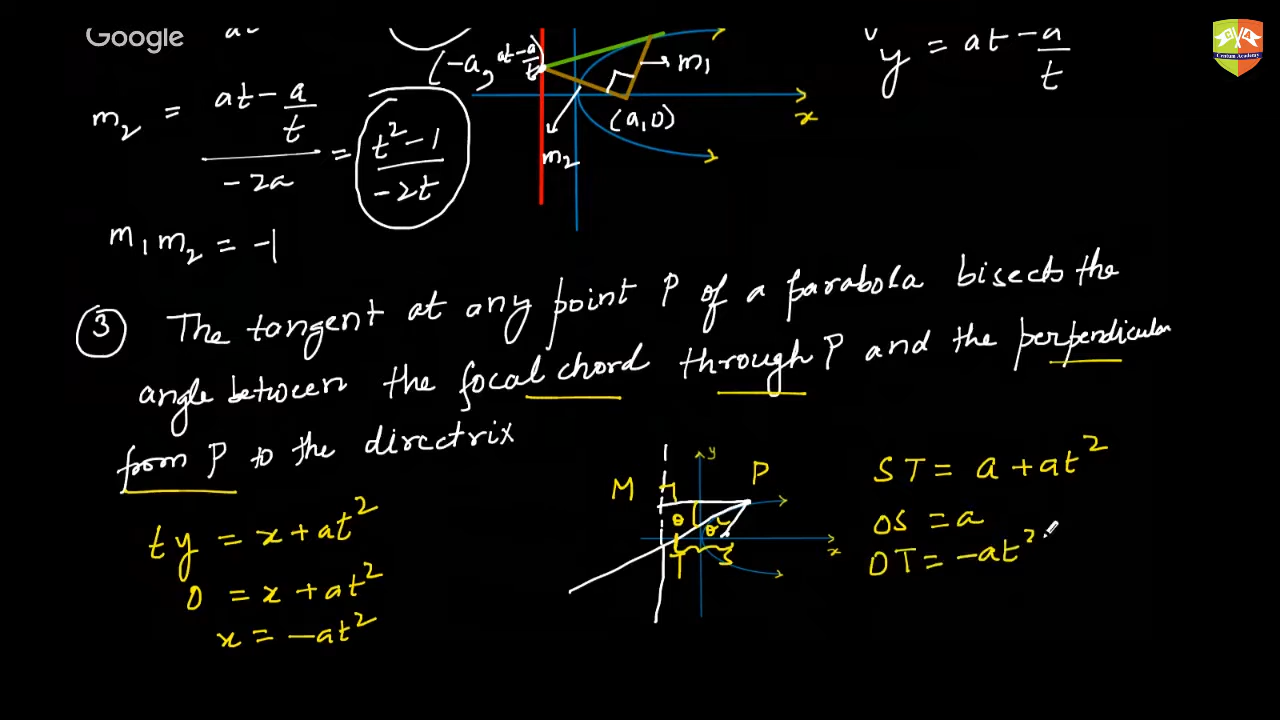 Google
(-a, at-a/t)
m₁
y = at - a/t
m₂ = (at - a/t)/(-2a) = (t² - 1)/(-2t)
(a,0)
x
m₂
m₁m₂ = -1
③ The tangent at any point P of a parabola bisects the
angle between the focal chord through P and the perpendicular
from P to the directrix
y
M
P
ST = a + at²
ty = x + at²
θ
θ
OS = a
x
T
S
OT = -at²
0 = x + at²
x = -at²